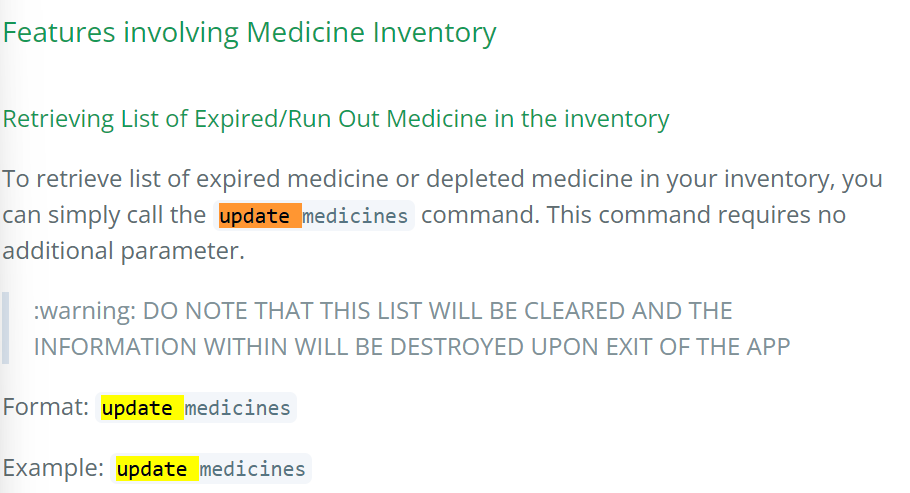 Features involving Medicine Inventory
Retrieving List of Expired/Run Out Medicine in the inventory
To retrieve list of expired medicine or depleted medicine in your inventory, you
can simply call the update medicines command. This command requires no
additional parameter.
:warning: DO NOTE THAT THIS LIST WILL BE CLEARED AND THE
INFORMATION WITHIN WILL BE DESTROYED UPON EXIT OF THE APP
Format: update medicines
Example: update medicines